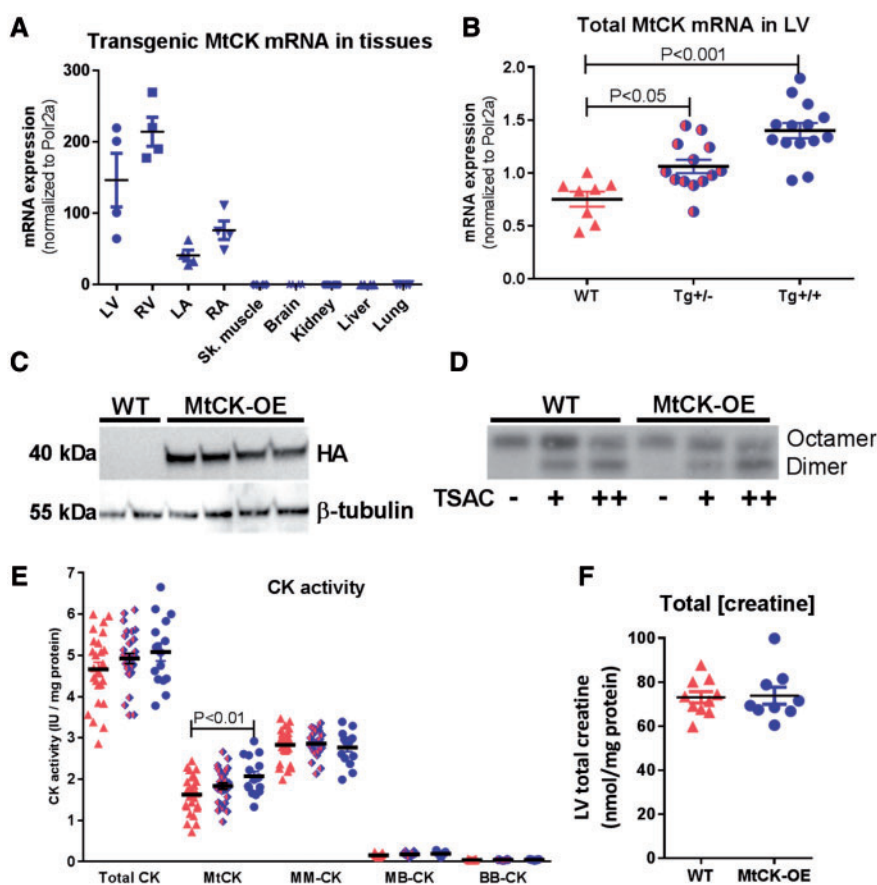 A
Transgenic MtCK mRNA in tissues
mRNA expression
(normalized to Polr2a)
300
200
100
0
LV
RV
LA
RA
Sk. muscle
Brain
Kidney
Liver
Lung
B
Total MtCK mRNA in LV
P<0.001
P<0.05
mRNA expression
(normalized to Polr2a)
2.0
1.5
1.0
0.5
0.0
WT
Tg+/-
Tg+/+
C
WT MtCK-OE
40 kDa HA
55 kDa β-tubulin
D
WT MtCK-OE
Octamer
Dimer
TSAC - + ++ - + ++
E
CK activity
CK activity (IU / mg protein)
7
6
5
4
3
2
1
0
P<0.01
Total CK MtCK MM-CK MB-CK BB-CK
F
Total [creatine]
LV total creatine
(nmol/mg protein)
100
80
60
40
20
0
WT MtCK-OE